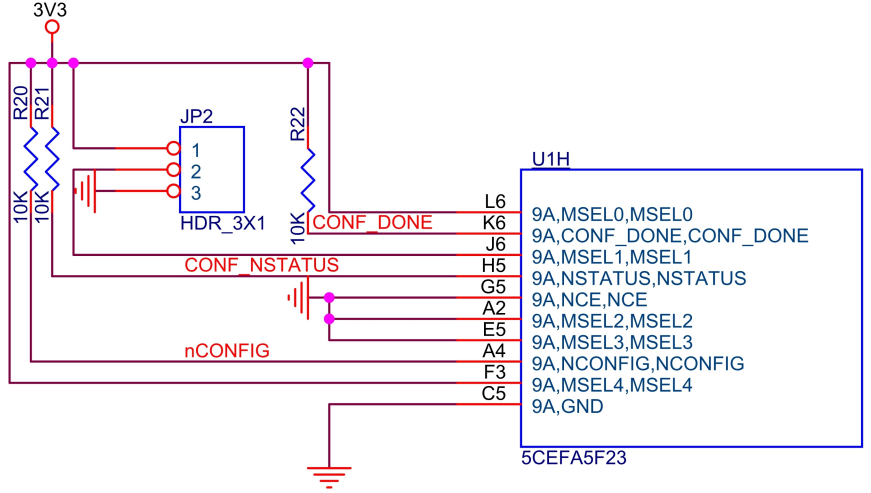 3V3
R20
R21
10K
10K
JP2
1
2
3
HDR_3X1
R22
10K
CONF_DONE
CONF_NSTATUS
nCONFIG
U1H
L6
9A,MSEL0,MSEL0
K6
9A,CONF_DONE,CONF_DONE
J6
9A,MSEL1,MSEL1
H5
9A,NSTATUS,NSTATUS
G5
9A,NCE,NCE
A2
9A,MSEL2,MSEL2
E5
9A,MSEL3,MSEL3
A4
9A,NCONFIG,NCONFIG
F3
9A,MSEL4,MSEL4
C5
9A,GND
5CEFA5F23